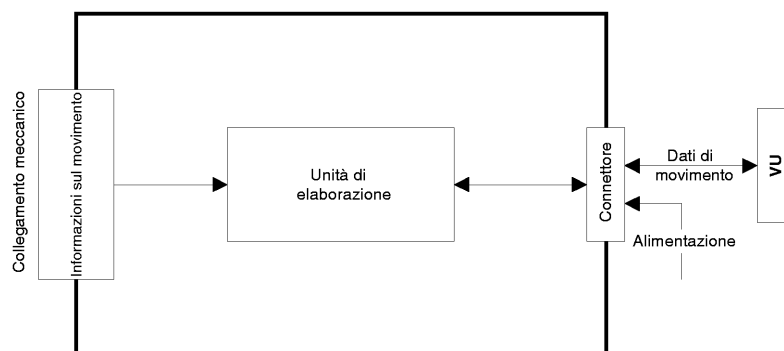 Collegamento meccanico
Informazioni sul movimento
Unità di
elaborazione
Connettore
Dati di
movimento
Alimentazione
VU